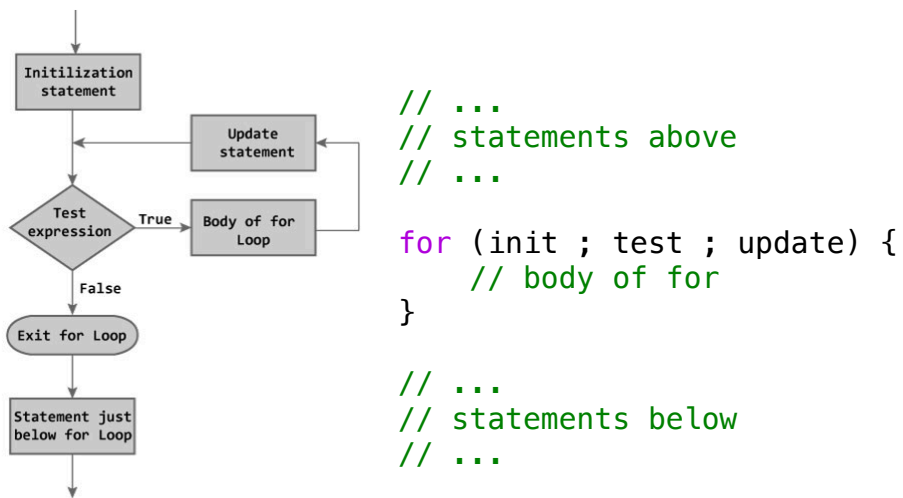 Initilization
statement
Update
statement
Test
expression
True
Body of for
Loop
False
Exit for Loop
Statement just
below for Loop
// ...
// statements above
// ...
for (init ; test ; update) {
    // body of for
}
// ...
// statements below
// ...